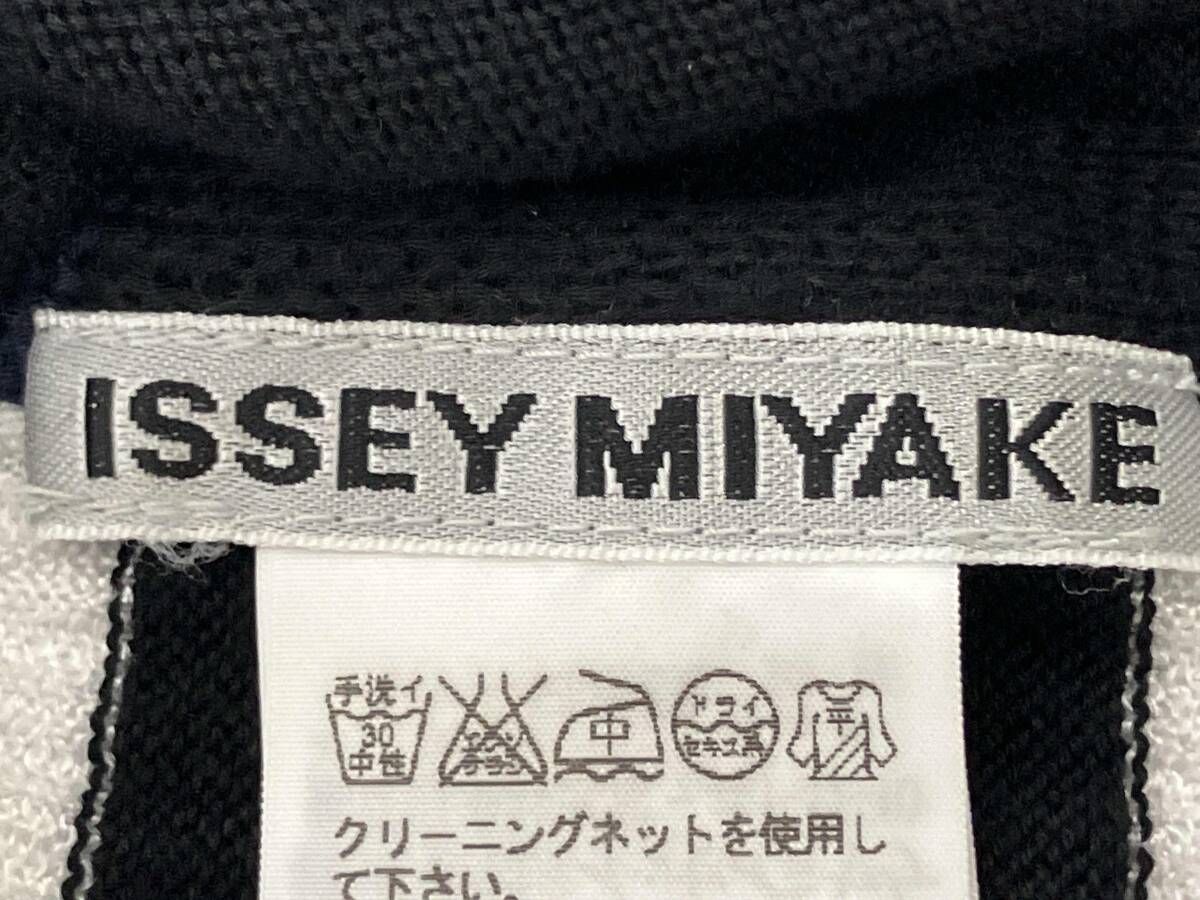 ISSEY MIYAKE
手洗イ
30
中性
中
ドライ
セキユ系
平
クリーニングネットを使用し
て下さい。